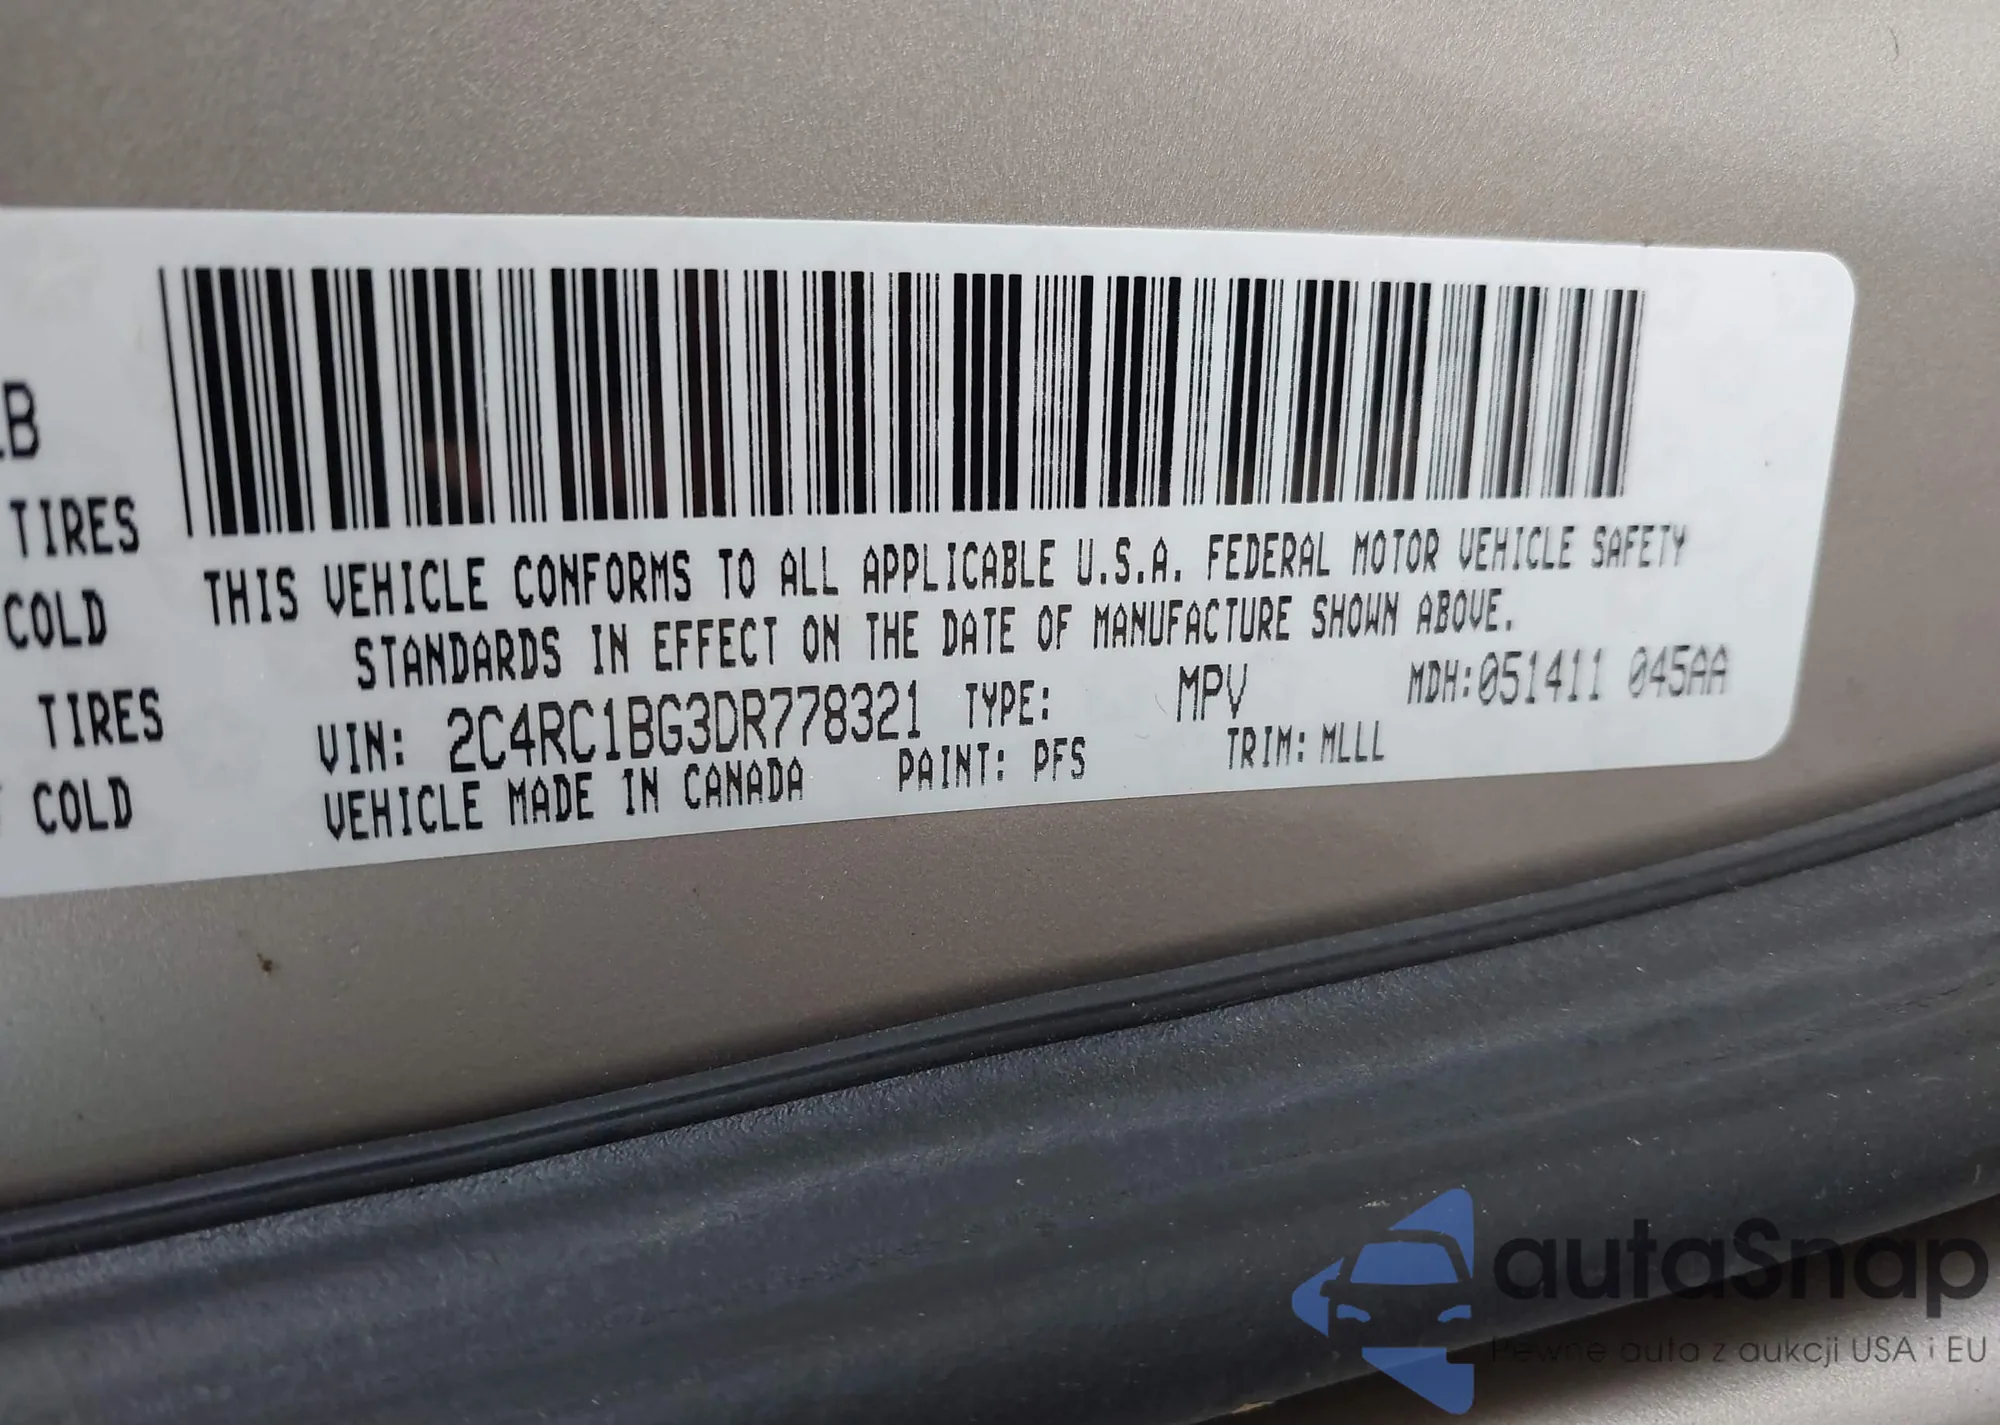 B
TIRES
COLD
TIRES
COLD
THIS VEHICLE CONFORMS TO ALL APPLICABLE U.S.A. FEDERAL MOTOR VEHICLE SAFETY
STANDARDS IN EFFECT ON THE DATE OF MANUFACTURE SHOWN ABOVE.
VIN: 2C4RC1BG3DR778321 TYPE: MPV MDH:051411 045AA
VEHICLE MADE IN CANADA PAINT: PFS TRIM: MLLL
autaSnap
Pewne auta z aukcji USA i EU